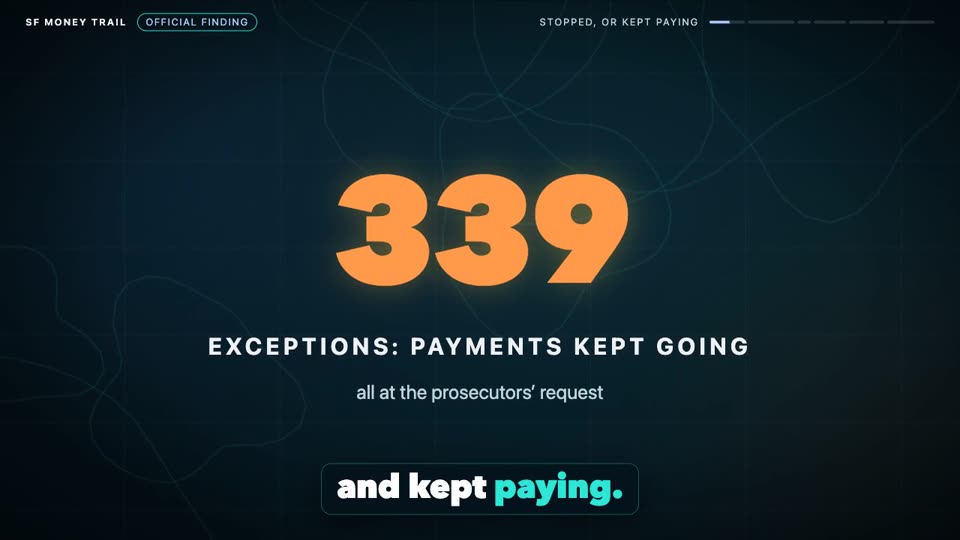 SF MONEY TRAIL
OFFICIAL FINDING
STOPPED, OR KEPT PAYING
339
EXCEPTIONS: PAYMENTS KEPT GOING
all at the prosecutors’ request
and kept paying.